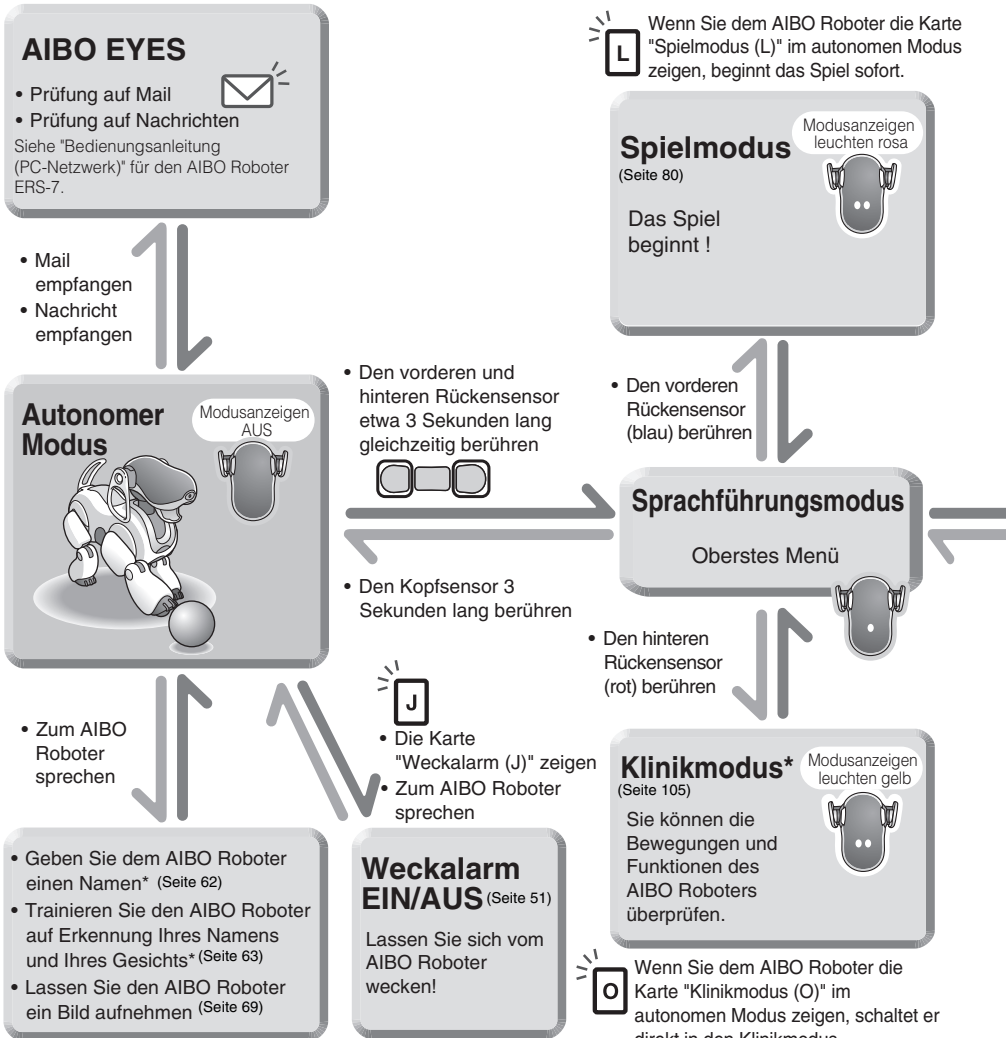 AIBO EYES
• Prüfung auf Mail
• Prüfung auf Nachrichten
Siehe "Bedienungsanleitung
(PC-Netzwerk)" für den AIBO Roboter
ERS-7.
• Mail
empfangen
• Nachricht
empfangen
Autonomer
Modus
Modusanzeigen
AUS
• Den vorderen und
hinteren Rückensensor
etwa 3 Sekunden lang
gleichzeitig berühren
• Den Kopfsensor 3
Sekunden lang berühren
• Zum AIBO
Roboter
sprechen
• Geben Sie dem AIBO Roboter
einen Namen* (Seite 62)
• Trainieren Sie den AIBO Roboter
auf Erkennung Ihres Namens
und Ihres Gesichts* (Seite 63)
• Lassen Sie den AIBO Roboter
ein Bild aufnehmen (Seite 69)
J
• Die Karte
"Weckalarm (J)" zeigen
• Zum AIBO Roboter
sprechen
Weckalarm
EIN/AUS (Seite 51)
Lassen Sie sich vom
AIBO Roboter
wecken!
L
Wenn Sie dem AIBO Roboter die Karte
"Spielmodus (L)" im autonomen Modus
zeigen, beginnt das Spiel sofort.
Spielmodus
(Seite 80)
Modusanzeigen
leuchten rosa
Das Spiel
beginnt !
• Den vorderen
Rückensensor
(blau) berühren
Sprachführungsmodus
Oberstes Menü
• Den hinteren
Rückensensor
(rot) berühren
Klinikmodus*
(Seite 105)
Modusanzeigen
leuchten gelb
Sie können die
Bewegungen und
Funktionen des
AIBO Roboters
überprüfen.
O
Wenn Sie dem AIBO Roboter die
Karte "Klinikmodus (O)" im
autonomen Modus zeigen, schaltet er
direkt in den Klinikmodus